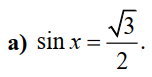 a) sin x = √3/2.